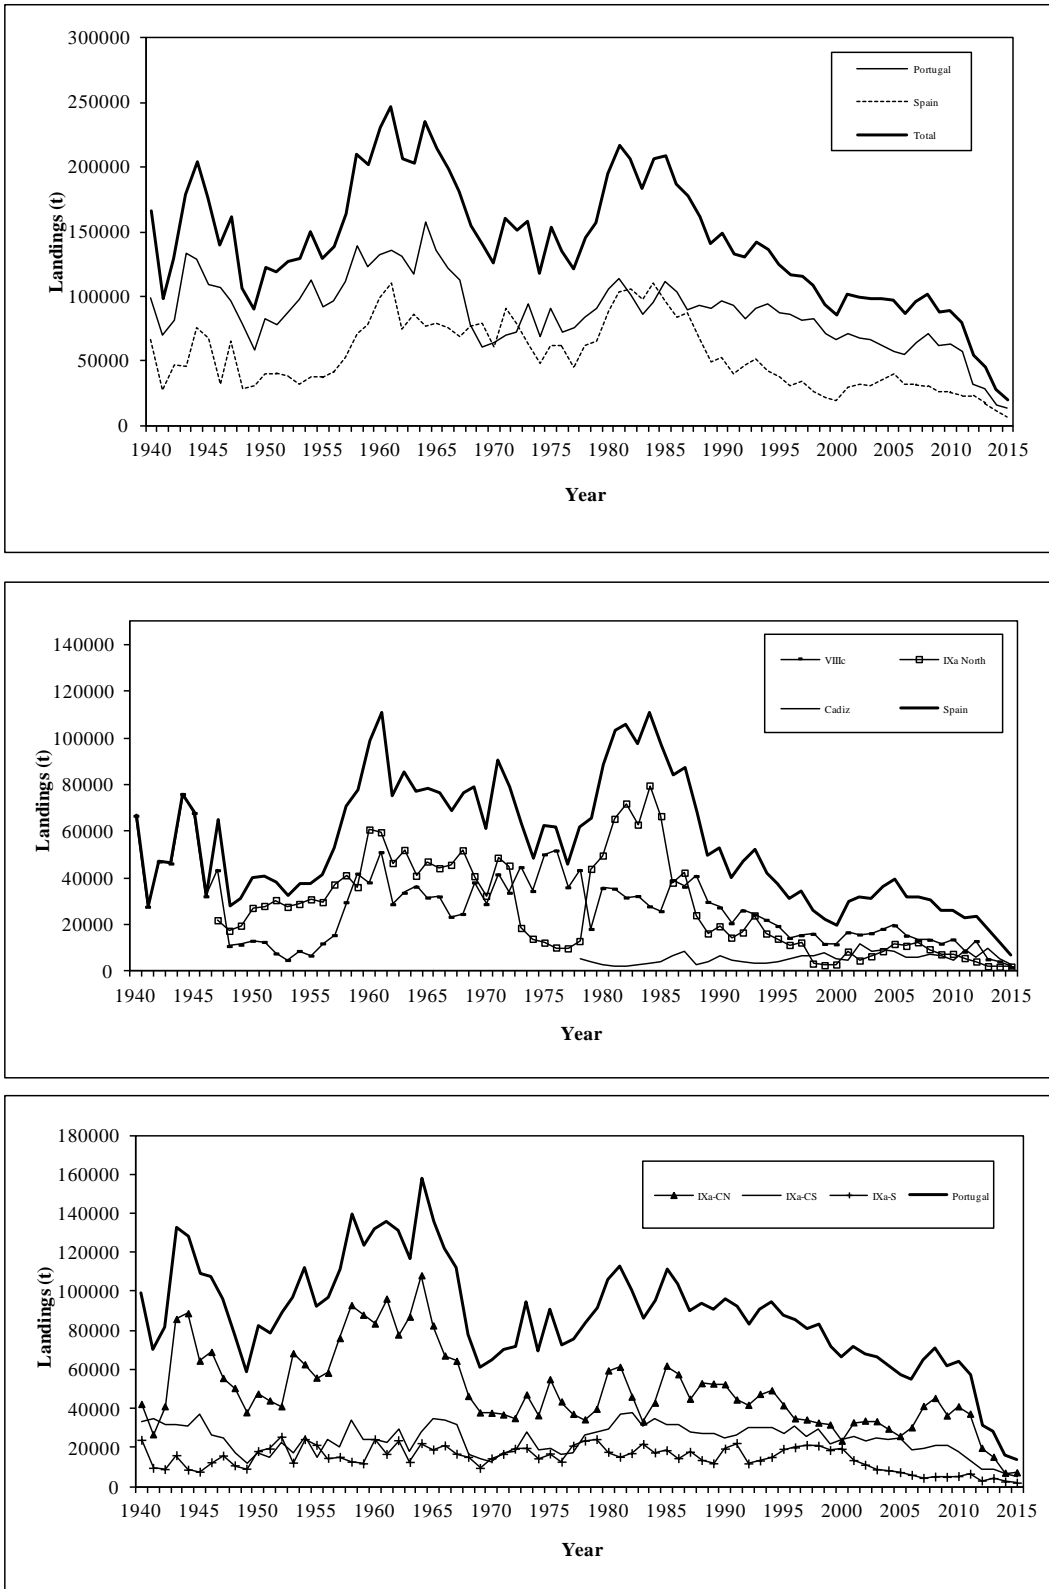 300000
250000
200000
150000
100000
50000
0
Landings (t)
Portugal
Spain
Total
1940 1945 1950 1955 1960 1965 1970 1975 1980 1985 1990 1995 2000 2005 2010 2015
Year
140000
120000
100000
80000
60000
40000
20000
0
Landings (t)
VIIIc IXa North
Cadiz Spain
1940 1945 1950 1955 1960 1965 1970 1975 1980 1985 1990 1995 2000 2005 2010 2015
Year
180000
160000
140000
120000
100000
80000
60000
40000
20000
0
Landings (t)
IXa-CN IXa-CS IXa-S Portugal
1940 1945 1950 1955 1960 1965 1970 1975 1980 1985 1990 1995 2000 2005 2010 2015
Year